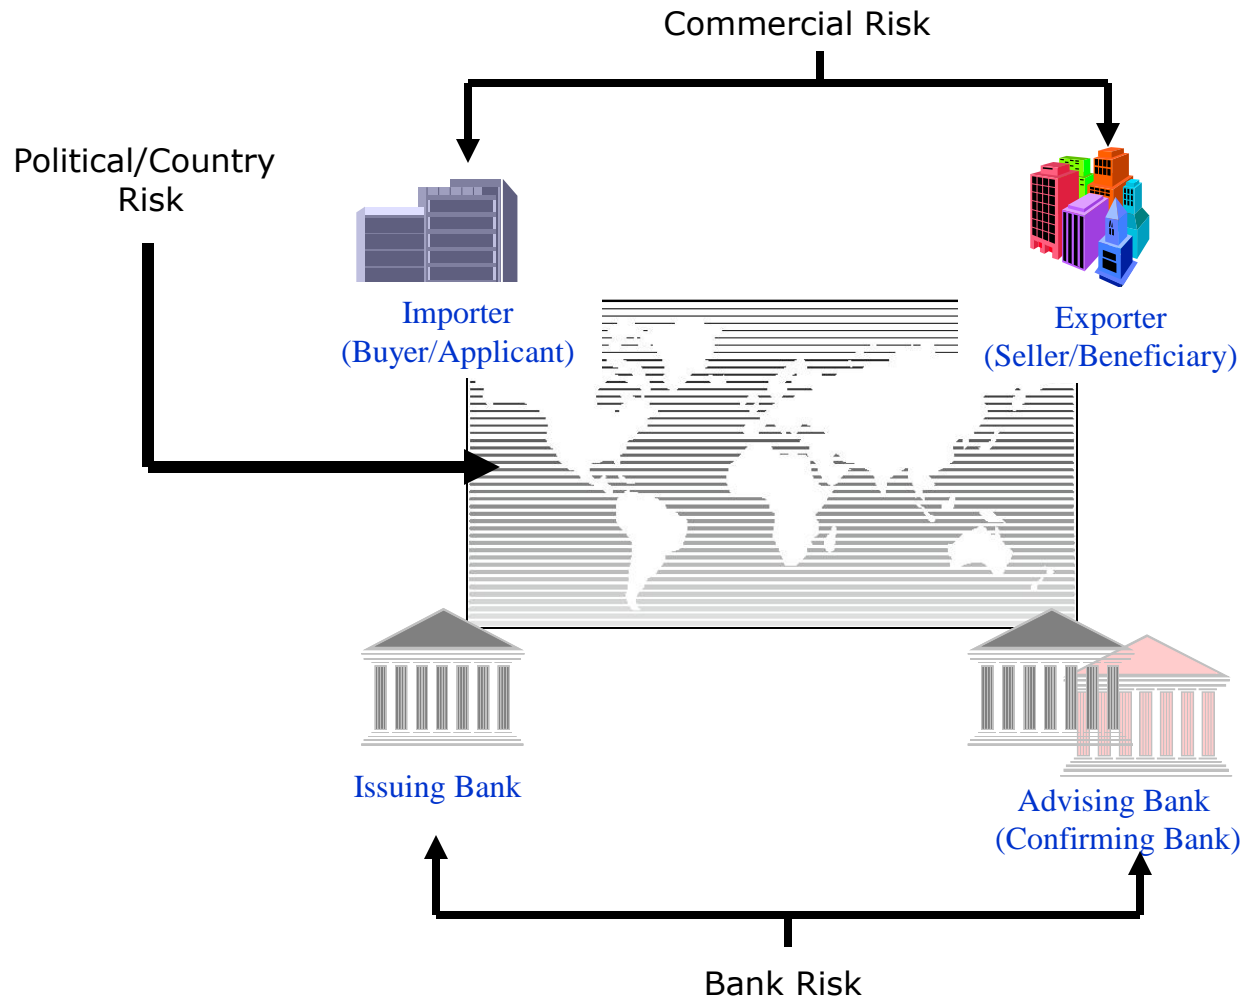 Commercial Risk
Political/Country
Risk
Importer
(Buyer/Applicant)
Exporter
(Seller/Beneficiary)
Issuing Bank
Advising Bank
(Confirming Bank)
Bank Risk